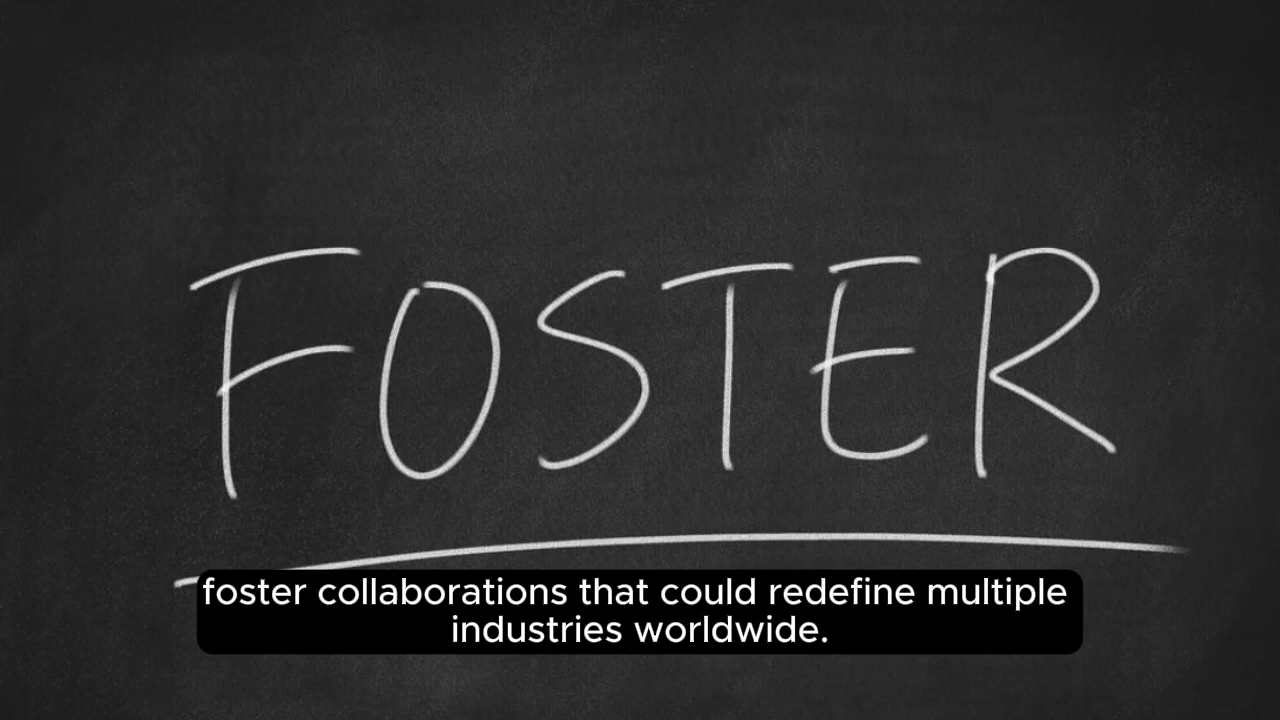 FOSTER
foster collaborations that could redefine multiple
industries worldwide.